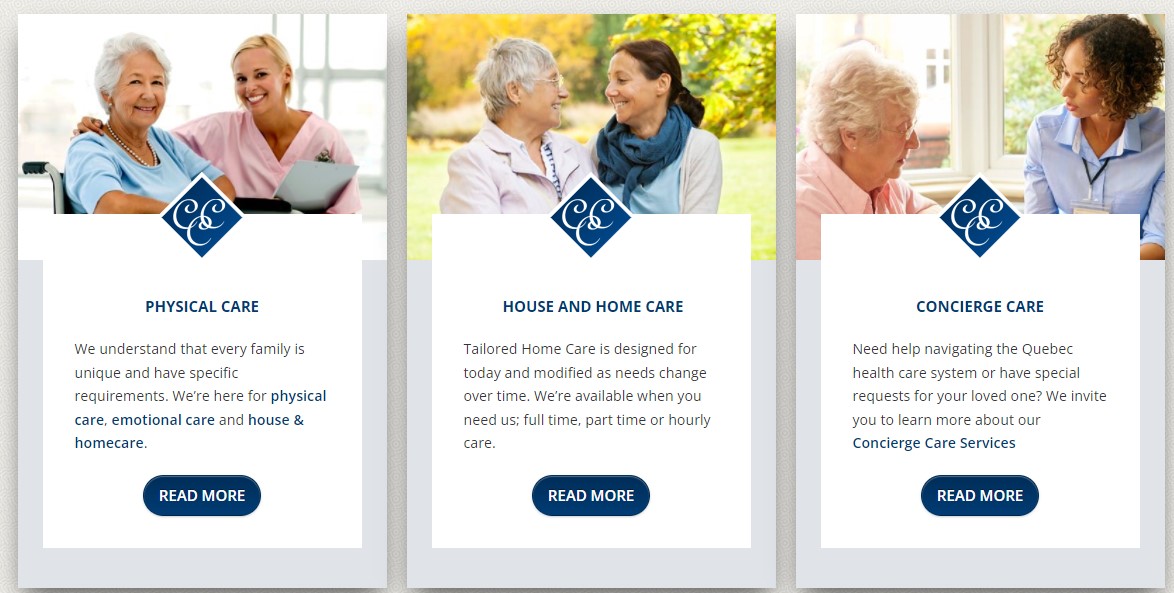 CCC
PHYSICAL CARE
We understand that every family is
unique and have specific
requirements. We’re here for physical
care, emotional care and house &
homecare.
READ MORE
CCC
HOUSE AND HOME CARE
Tailored Home Care is designed for
today and modified as needs change
over time. We’re available when you
need us; full time, part time or hourly
care.
READ MORE
CCC
CONCIERGE CARE
Need help navigating the Quebec
health care system or have special
requests for your loved one? We invite
you to learn more about our
Concierge Care Services
READ MORE